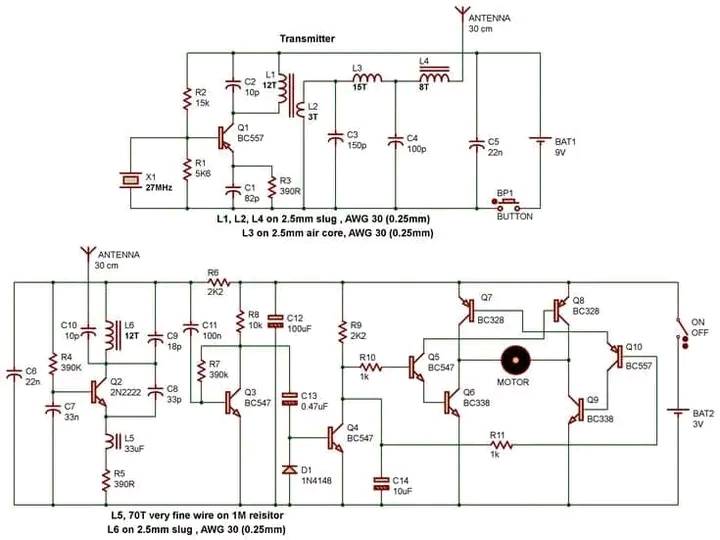 Transmitter
ANTENNA
30 cm
C2
10p
L1
12T
L2
3T
L3
15T
L4
8T
R2
15k
Q1
BC557
C3
150p
C4
100p
C5
22n
BAT1
9V
X1
27MHz
R1
5K6
C1
82p
R3
390R
BP1
BUTTON
L1, L2, L4 on 2.5mm slug , AWG 30 (0.25mm)
L3 on 2.5mm air core, AWG 30 (0.25mm)
ANTENNA
30 cm
R6
2K2
C10
10p
L6
12T
C9
18p
C11
100n
R8
10k
C12
100uF
R9
2K2
Q7
BC328
Q8
BC328
ON
OFF
C6
22n
R4
390K
Q2
2N2222
C8
33p
R7
390k
Q3
BC547
R10
1k
Q5
BC547
MOTOR
Q10
BC557
C7
33n
C13
0.47uF
Q6
BC338
Q9
BC338
BAT2
3V
L5
33uF
Q4
BC547
R11
1k
R5
390R
D1
1N4148
C14
10uF
L5, 70T very fine wire on 1M reisitor
L6 on 2.5mm slug , AWG 30 (0.25mm)